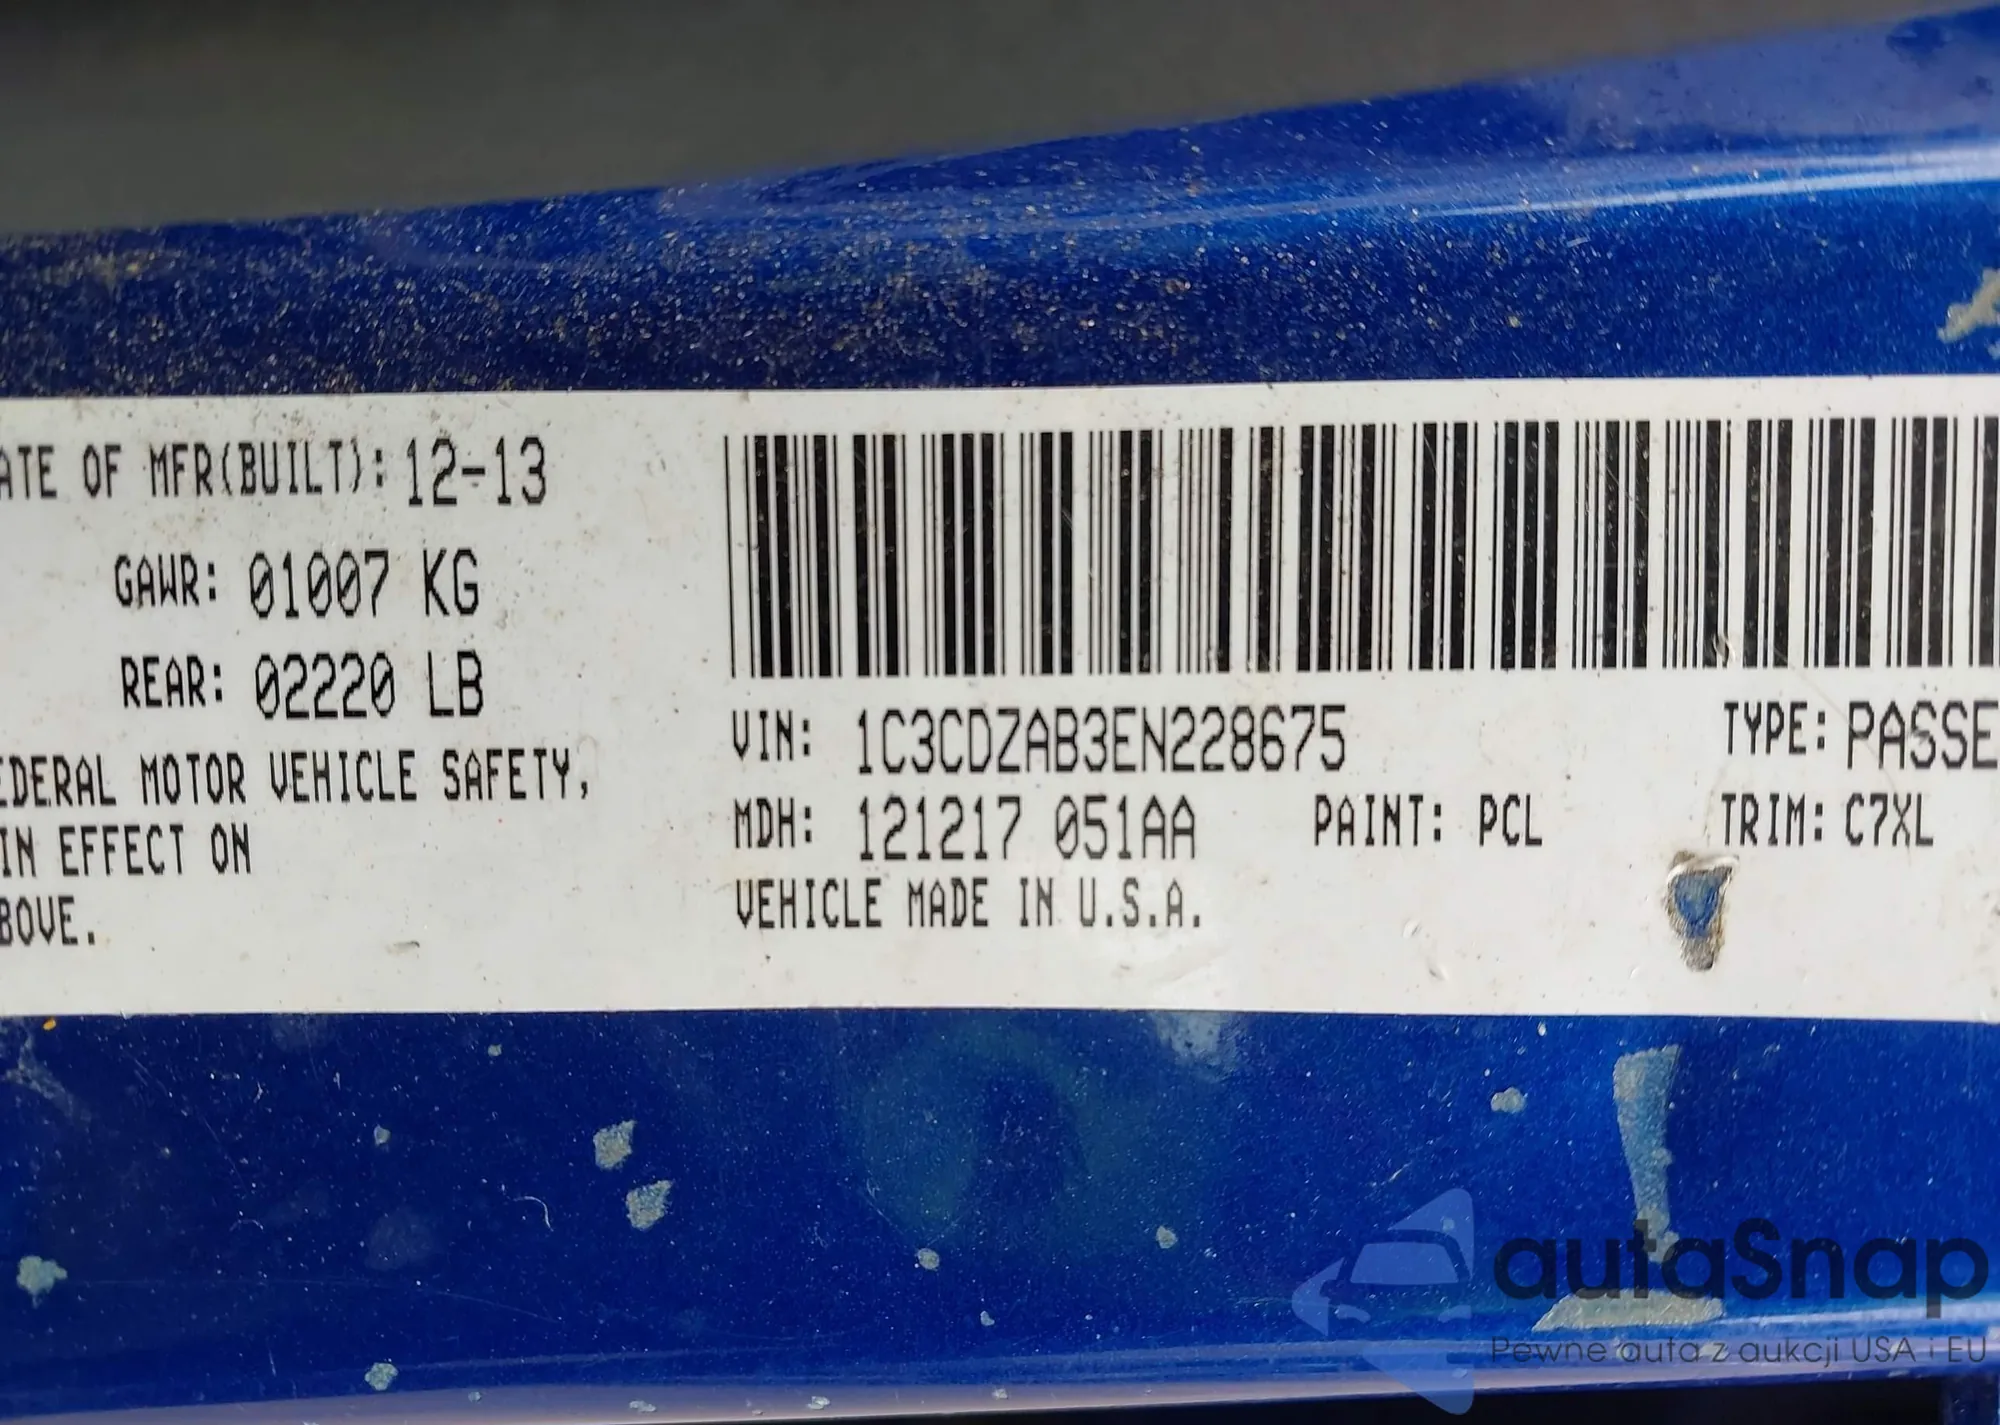 ATE OF MFR(BUILT): 12-13
GAWR: 01007 KG
REAR: 02220 LB
EDERAL MOTOR VEHICLE SAFETY,
IN EFFECT ON
BOVE.
VIN: 1C3CDZAB3EN228675
TYPE: PASSE
MDH: 121217 051AA
PAINT: PCL
TRIM: C7XL
VEHICLE MADE IN U.S.A.
autaSnap
Pewne auta z aukcji USA i EU